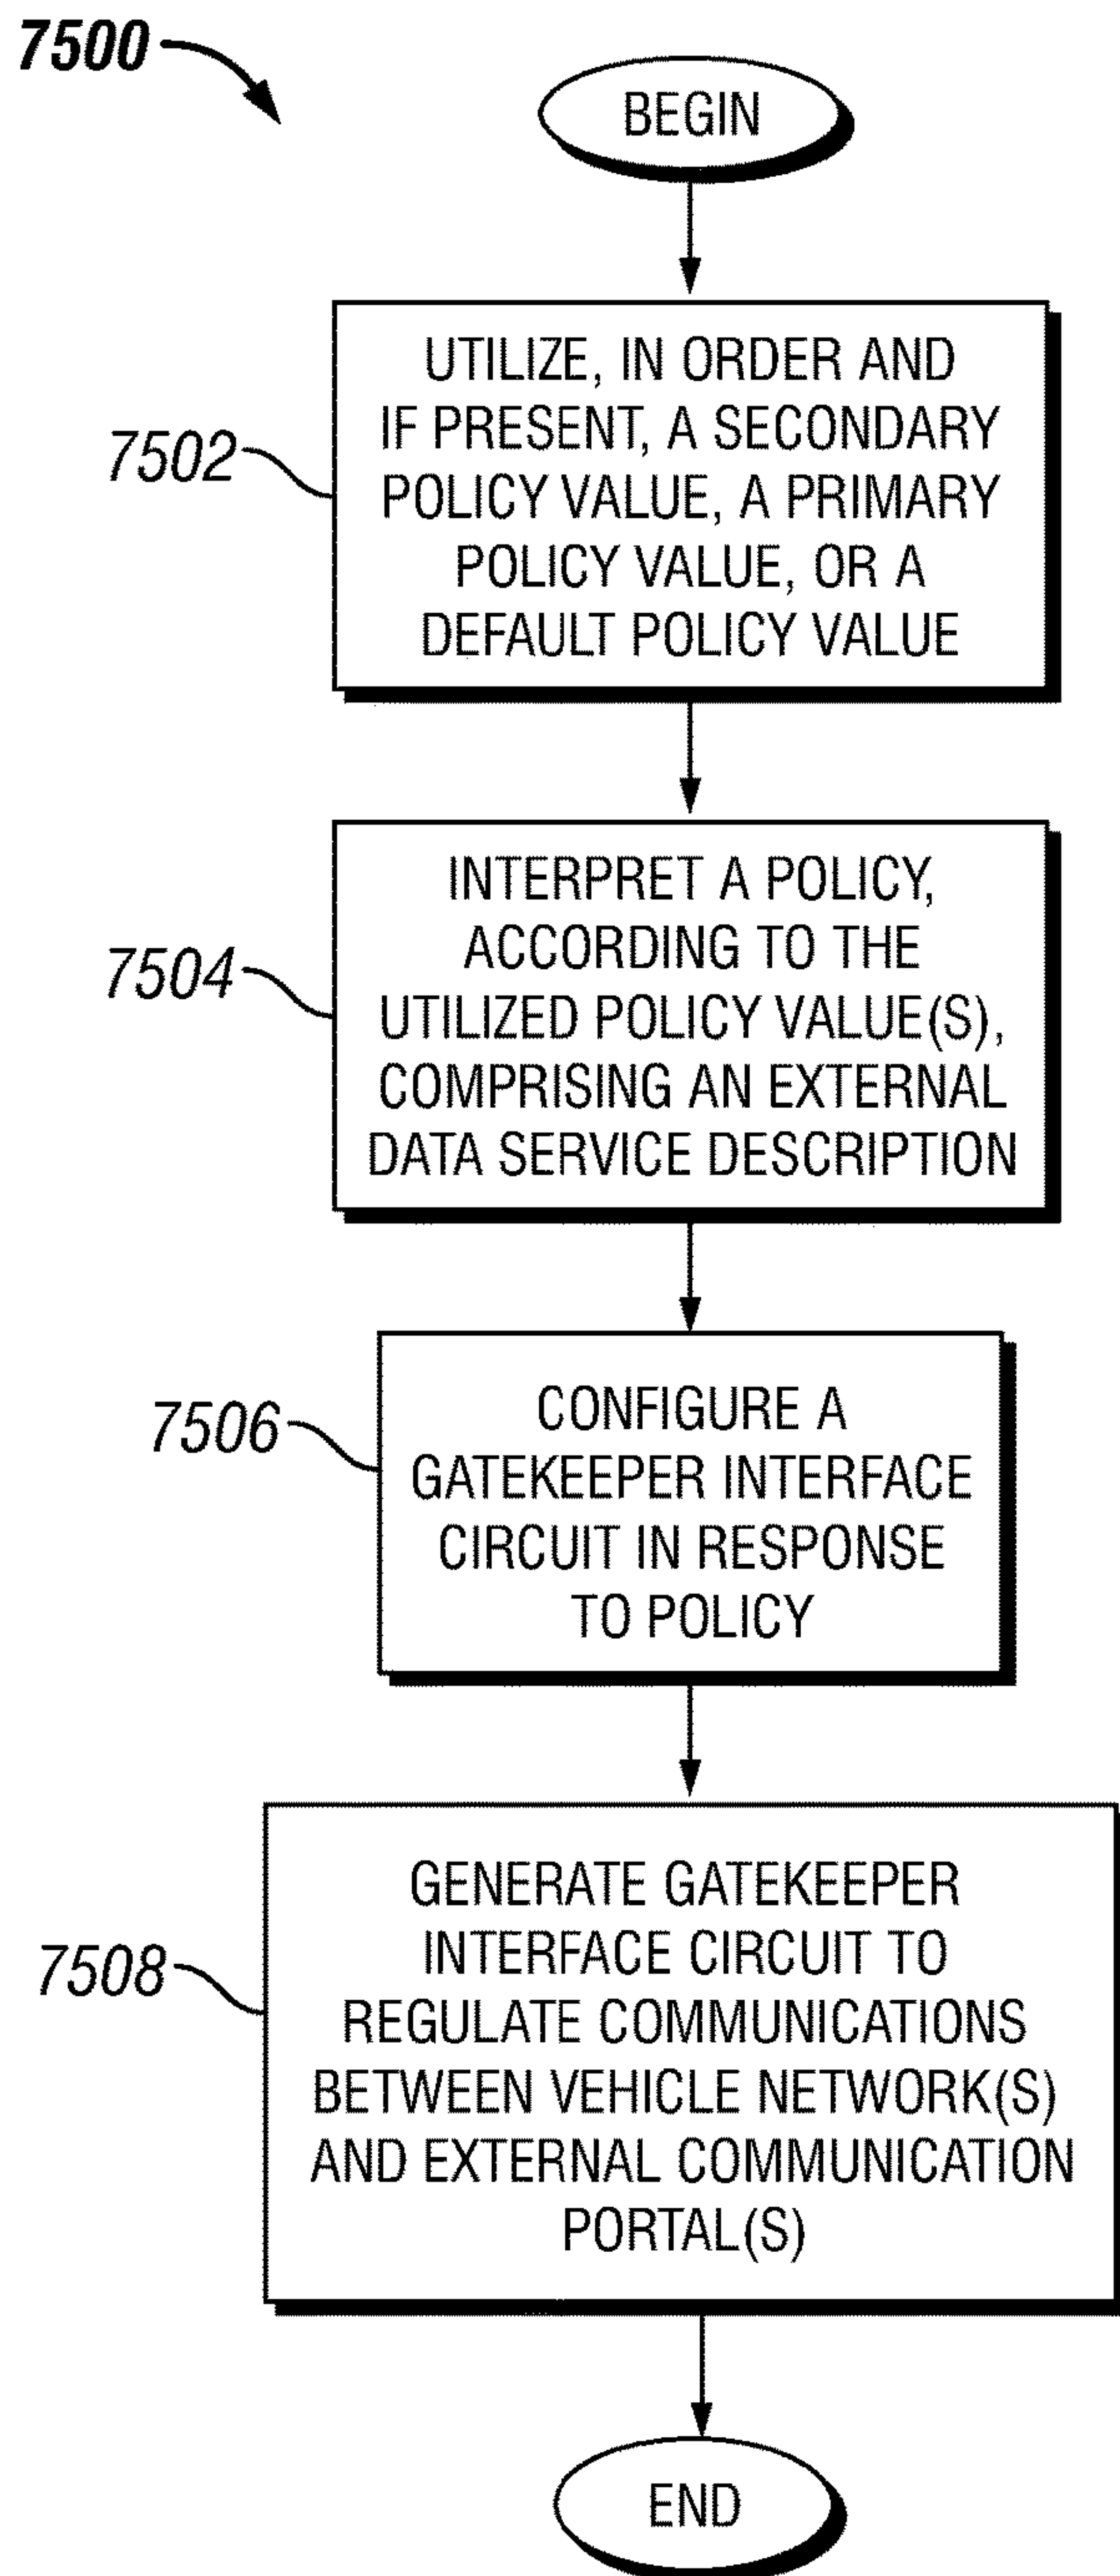 7500
BEGIN
7502
UTILIZE, IN ORDER AND
IF PRESENT, A SECONDARY
POLICY VALUE, A PRIMARY
POLICY VALUE, OR A
DEFAULT POLICY VALUE
7504
INTERPRET A POLICY,
ACCORDING TO THE
UTILIZED POLICY VALUE(S),
COMPRISING AN EXTERNAL
DATA SERVICE DESCRIPTION
7506
CONFIGURE A
GATEKEEPER INTERFACE
CIRCUIT IN RESPONSE
TO POLICY
7508
GENERATE GATEKEEPER
INTERFACE CIRCUIT TO
REGULATE COMMUNICATIONS
BETWEEN VEHICLE NETWORK(S)
AND EXTERNAL COMMUNICATION
PORTAL(S)
END